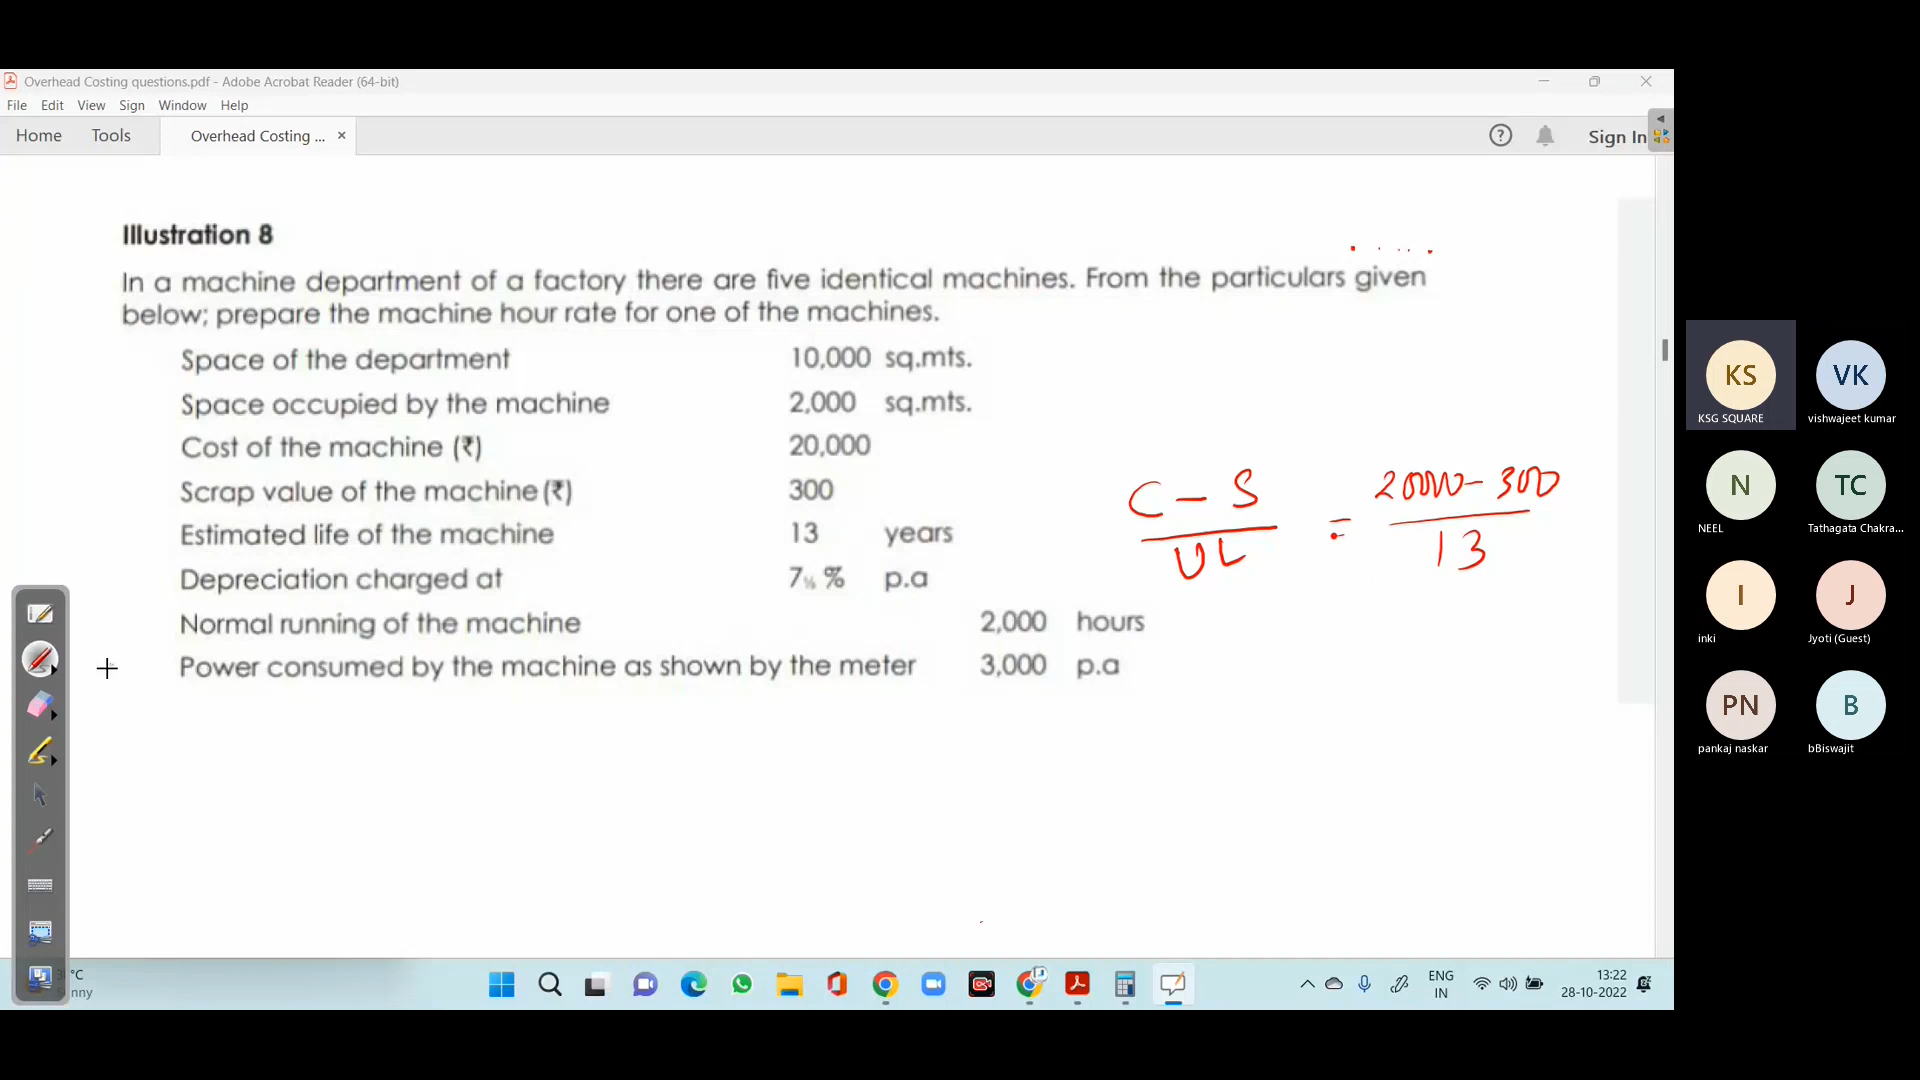 Overhead Costing questions.pdf - Adobe Acrobat Reader (64-bit)
File Edit View Sign Window Help
Home Tools Overhead Costing ... × Sign In
Illustration 8
In a machine department of a factory there are five identical machines. From the particulars given
below; prepare the machine hour rate for one of the machines.
Space of the department 10,000 sq.mts.
Space occupied by the machine 2,000 sq.mts.
Cost of the machine (₹) 20,000
Scrap value of the machine (₹) 300
Estimated life of the machine 13 years
Depreciation charged at 7½ % p.a
Normal running of the machine 2,000 hours
Power consumed by the machine as shown by the meter 3,000 p.a
C - S = 20000 - 300
UL 13
KS VK
KSG SQUARE vishwajeet kumar
N TC
NEEL Tathagata Chakra...
I J
inki Jyoti (Guest)
PN B
pankaj naskar bBiswajit
°C
ENG 13:22
IN 28-10-2022